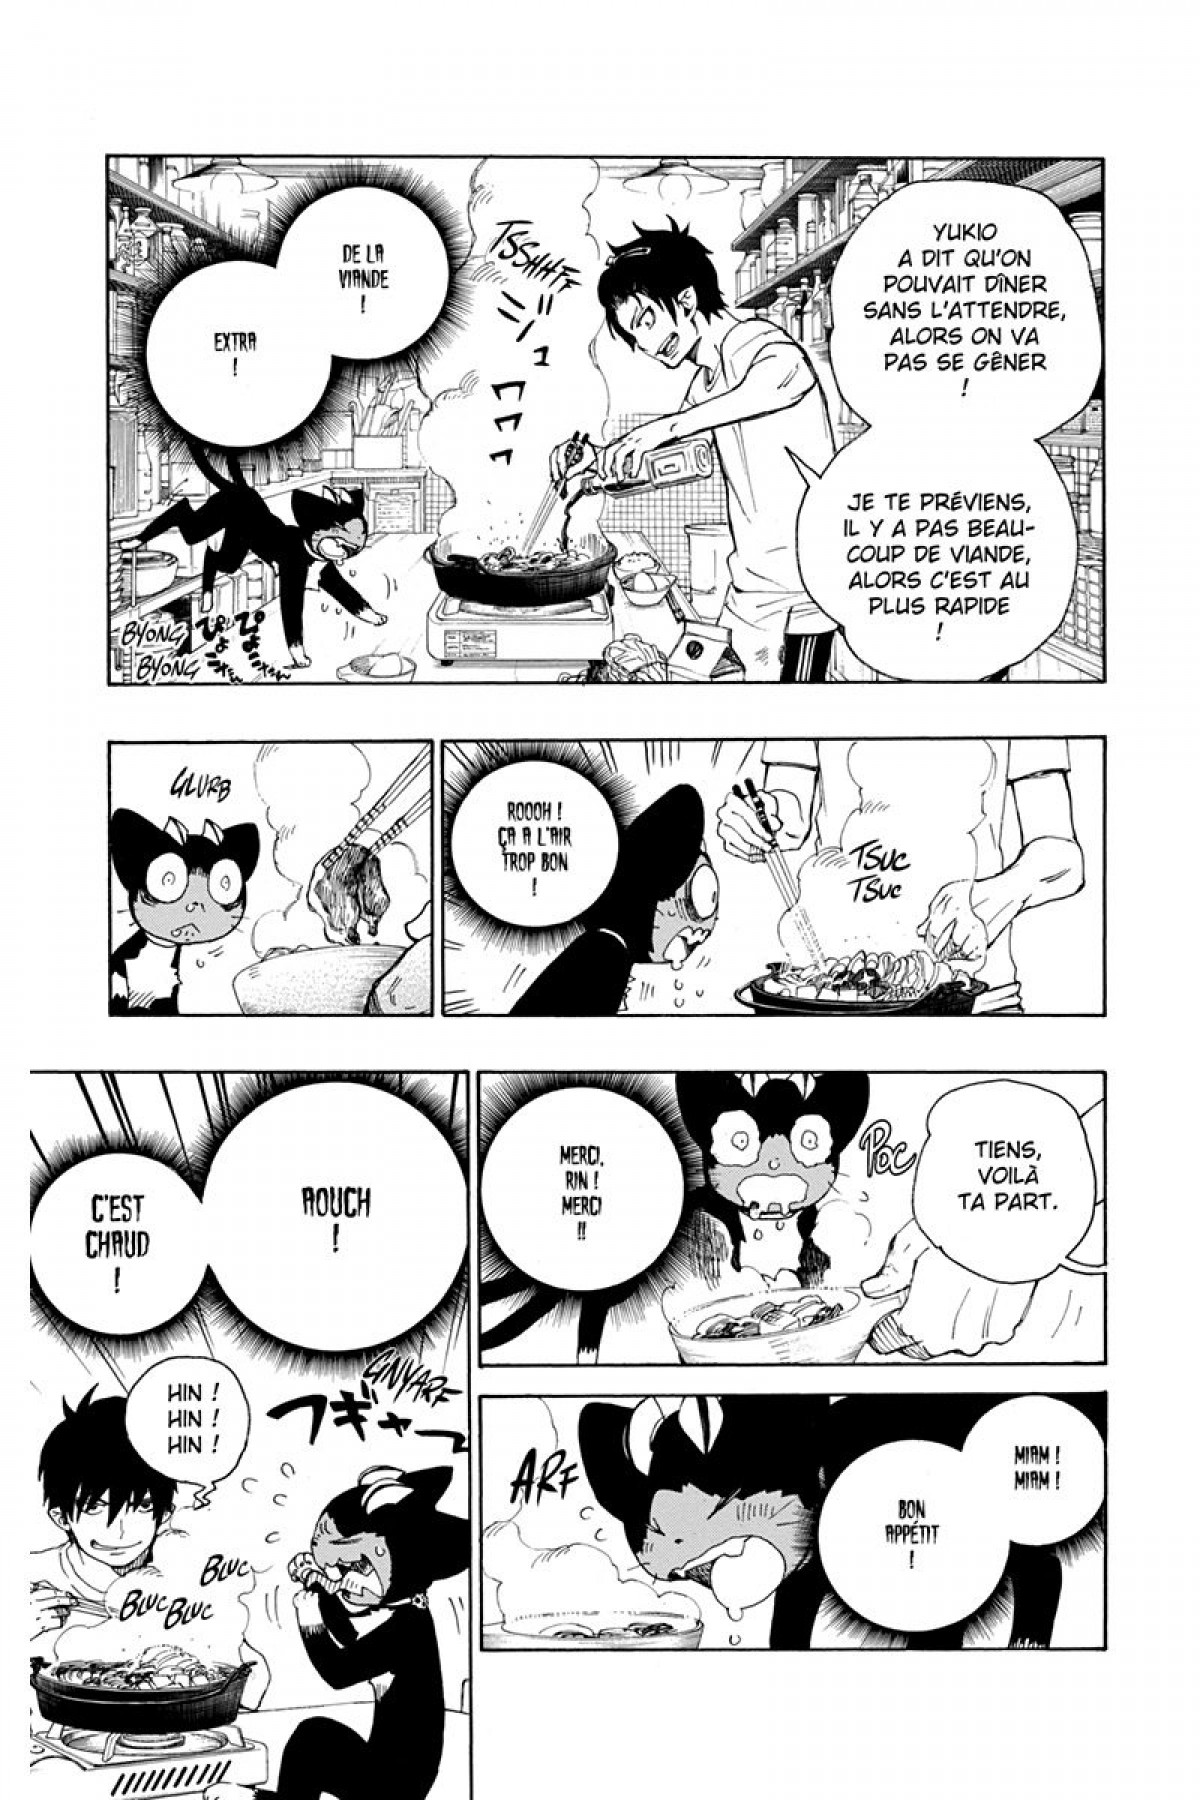 YUKIO
A DIT QU'ON
POUVAIT DÎNER
SANS L'ATTENDRE,
ALORS ON VA
PAS SE GÊNER
!
JE TE PRÉVIENS,
IL Y A PAS BEAU-
COUP DE VIANDE,
ALORS C'EST AU
PLUS RAPIDE
!
TSSHHFF
DE LA
VIANDE
!
EXTRA
!
BYONG
BYONG
TSUC
TSUC
ROOOH !
ÇA A L'AIR
TROP BON
!
GLURB
TIENS,
VOILÀ
TA PART.
POC
MERCI,
RIN !
MERCI
!!
MIAM !
MIAM !
BON
APPÉTIT
!
ARF
AOUCH
!
C'EST
CHAUD
!
GNYARF
フギャー
HIN !
HIN !
HIN !
BLUC
BLUC
BLUC